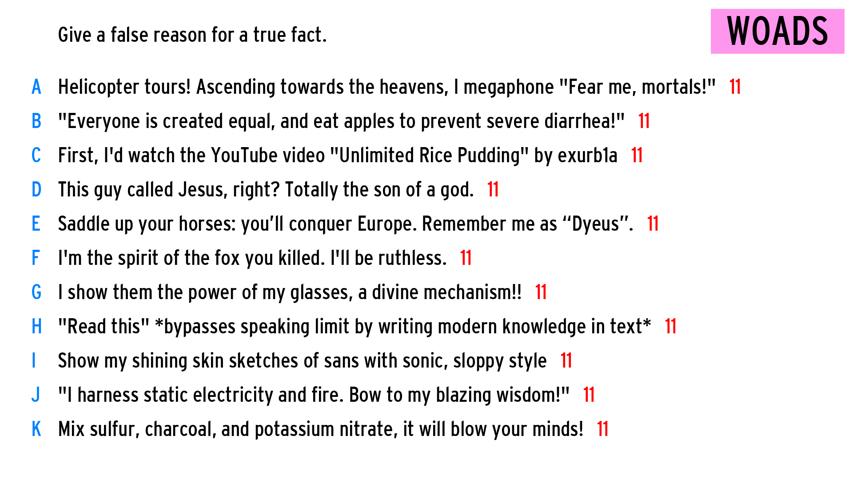 Give a false reason for a true fact.
WOADS
A Helicopter tours! Ascending towards the heavens, I megaphone "Fear me, mortals!" 11
B "Everyone is created equal, and eat apples to prevent severe diarrhea!" 11
C First, I'd watch the YouTube video "Unlimited Rice Pudding" by exurb1a 11
D This guy called Jesus, right? Totally the son of a god. 11
E Saddle up your horses: you’ll conquer Europe. Remember me as “Dyeus”. 11
F I'm the spirit of the fox you killed. I'll be ruthless. 11
G I show them the power of my glasses, a divine mechanism!! 11
H "Read this" *bypasses speaking limit by writing modern knowledge in text* 11
I Show my shining skin sketches of sans with sonic, sloppy style 11
J "I harness static electricity and fire. Bow to my blazing wisdom!" 11
K Mix sulfur, charcoal, and potassium nitrate, it will blow your minds! 11